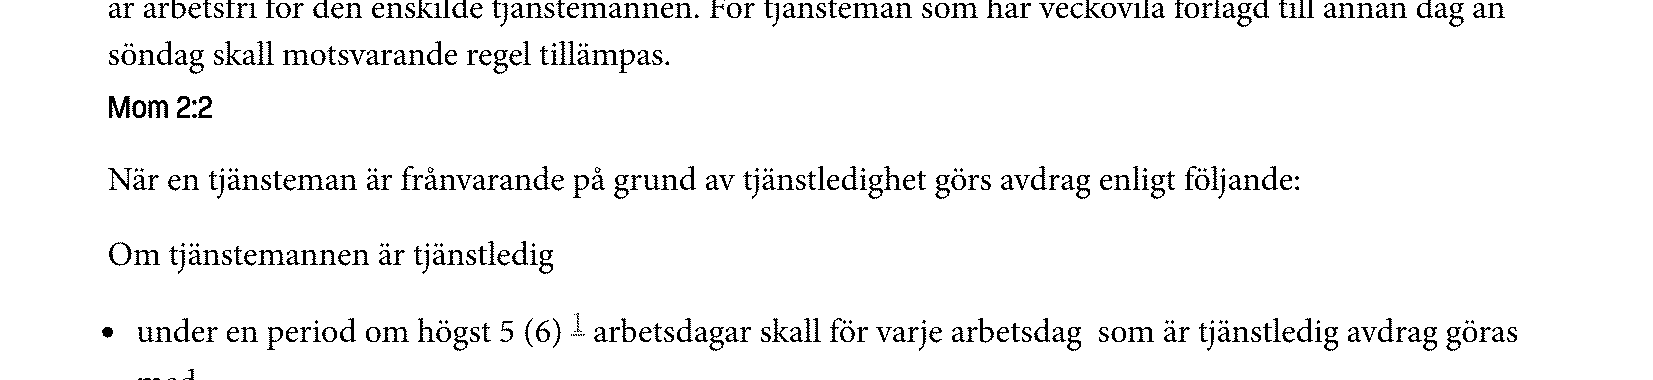 är arbetsfri för den enskilde tjänstemannen. För tjänsteman som har veckovila förlagd till annan dag än
söndag skall motsvarande regel tillämpas.
Mom 2:2
När en tjänsteman är frånvarande på grund av tjänstledighet görs avdrag enligt följande:
Om tjänstemannen är tjänstledig
• under en period om högst 5 (6) 1 arbetsdagar skall för varje arbetsdag som är tjänstledig avdrag göras